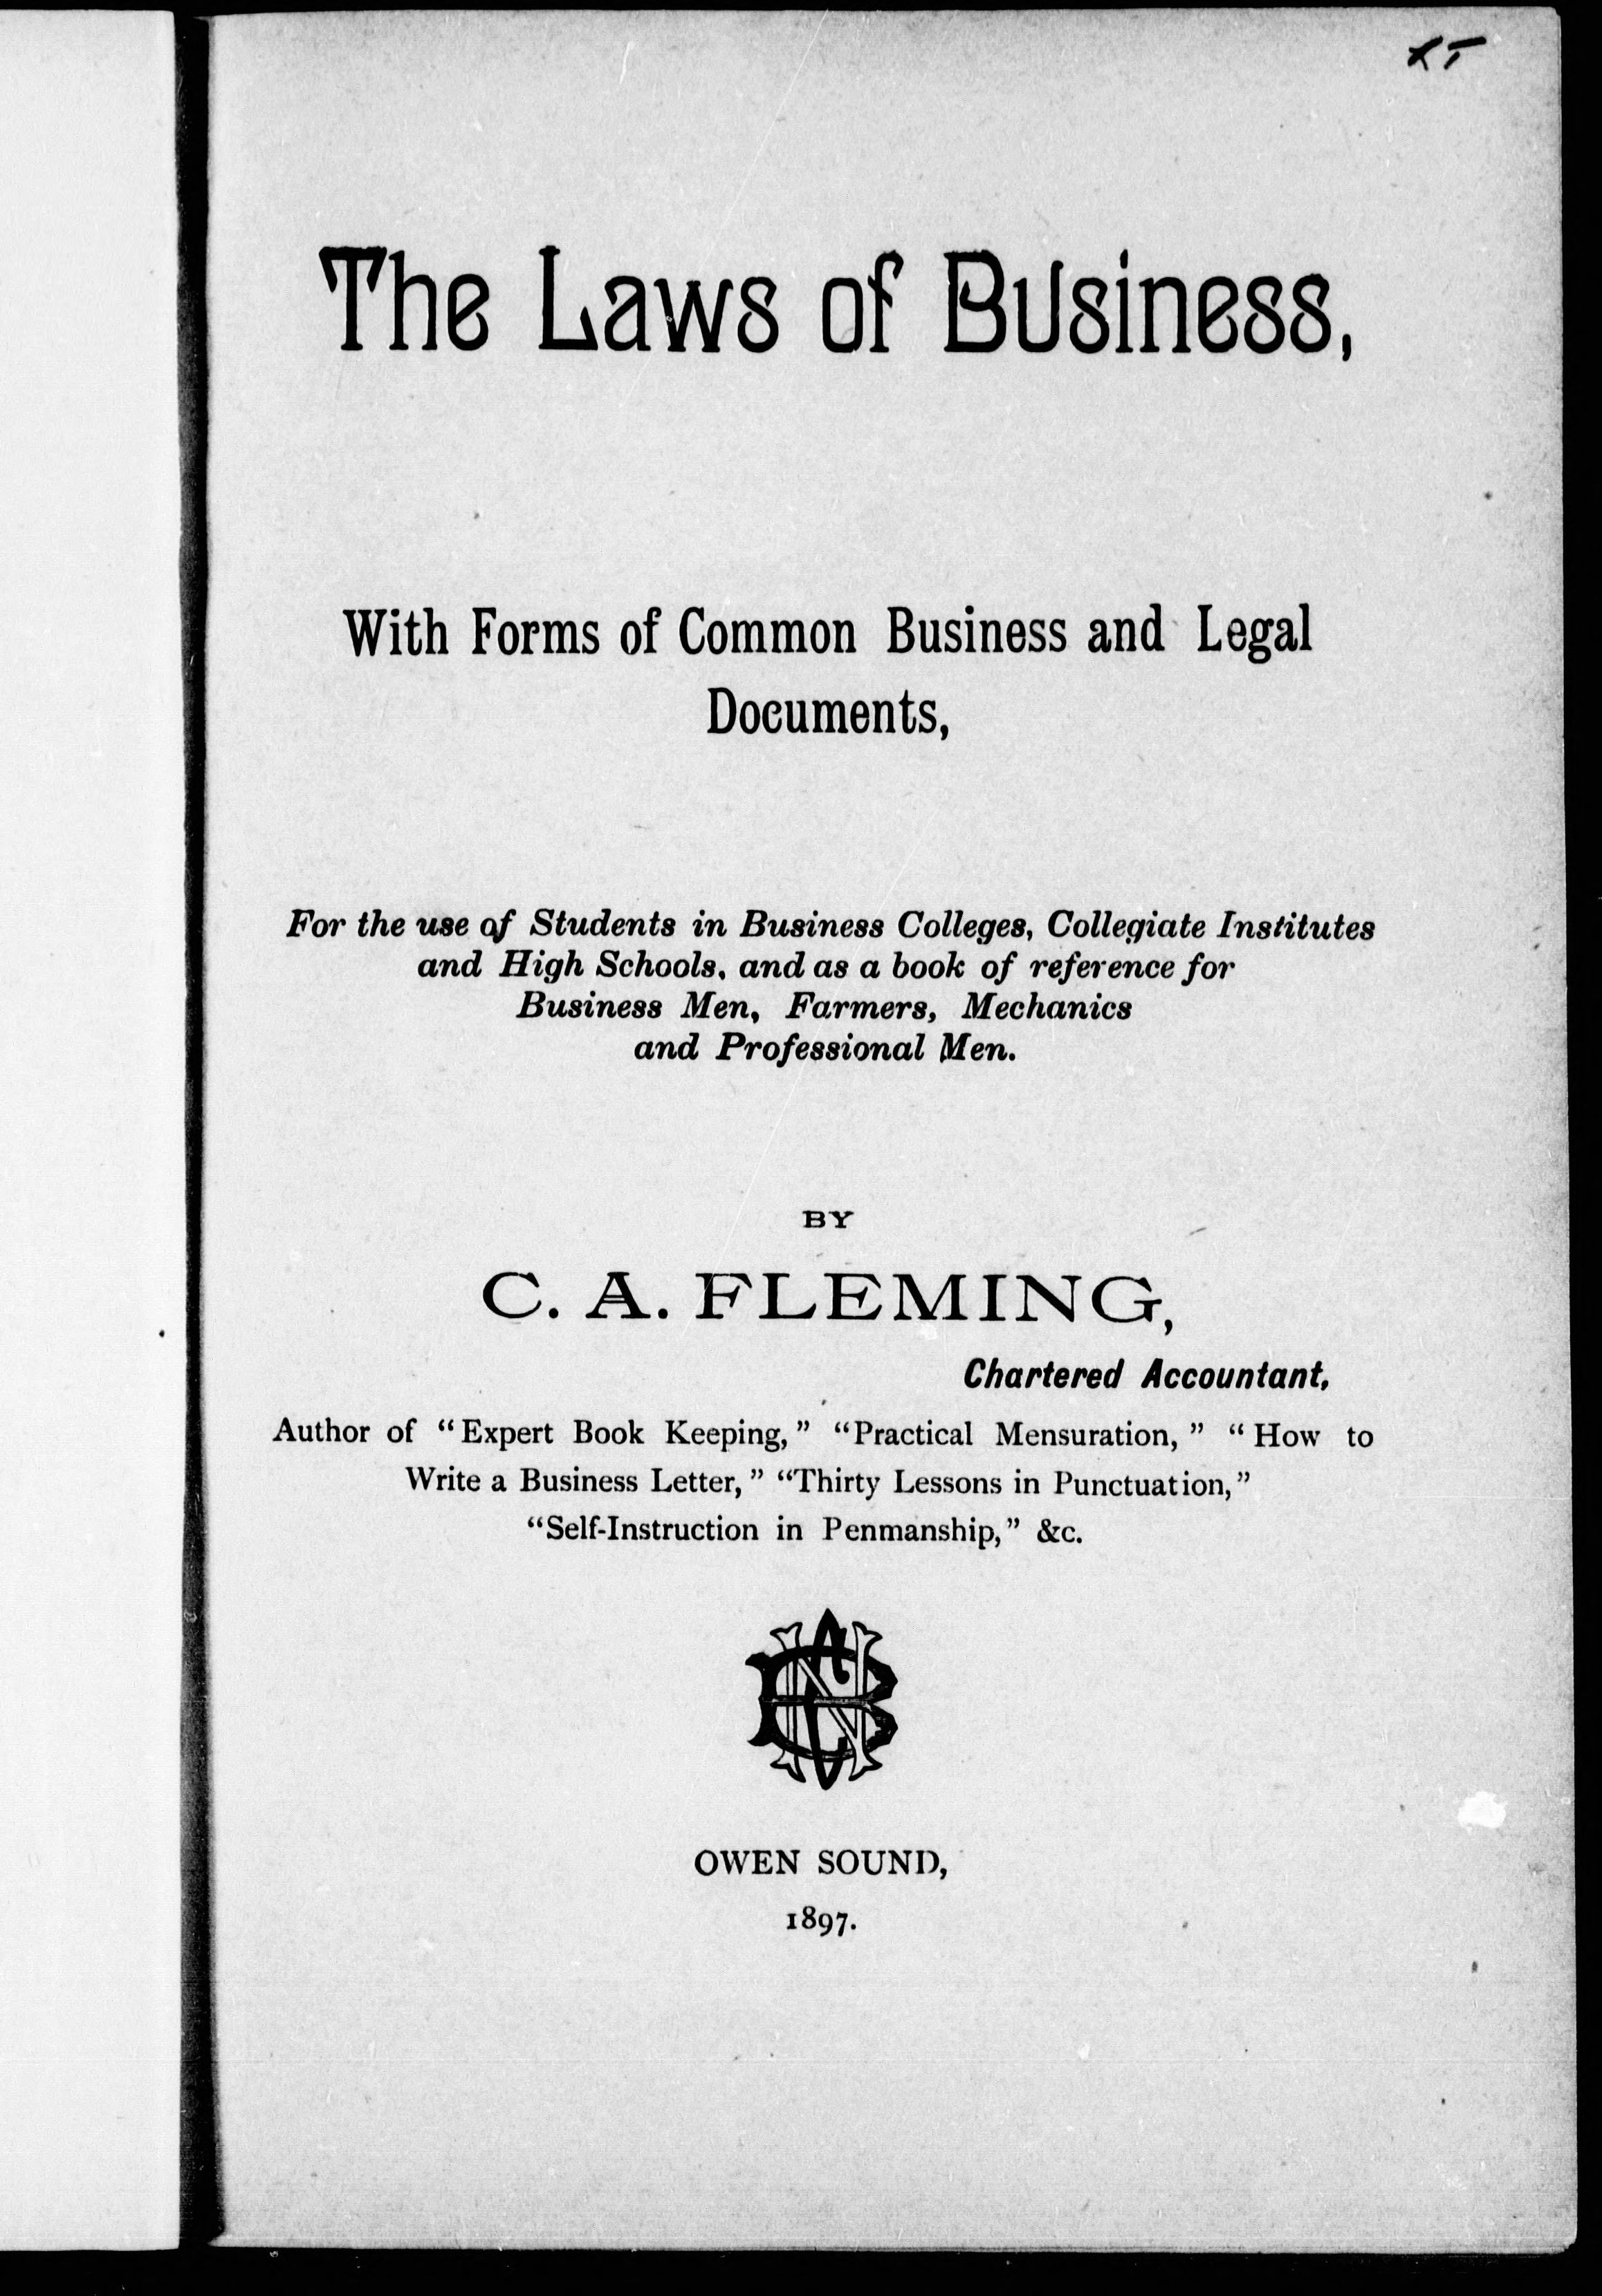 The Laws of Business,
With Forms of Common Business and Legal
Documents,
For the use of Students in Business Colleges, Collegiate Institutes
and High Schools, and as a book of reference for
Business Men, Farmers, Mechanics
and Professional Men.
BY
C. A. FLEMING,
Chartered Accountant,
Author of "Expert Book Keeping," "Practical Mensuration," "How to
Write a Business Letter," "Thirty Lessons in Punctuation,"
"Self-Instruction in Penmanship," &c.
OWEN SOUND,
1897.